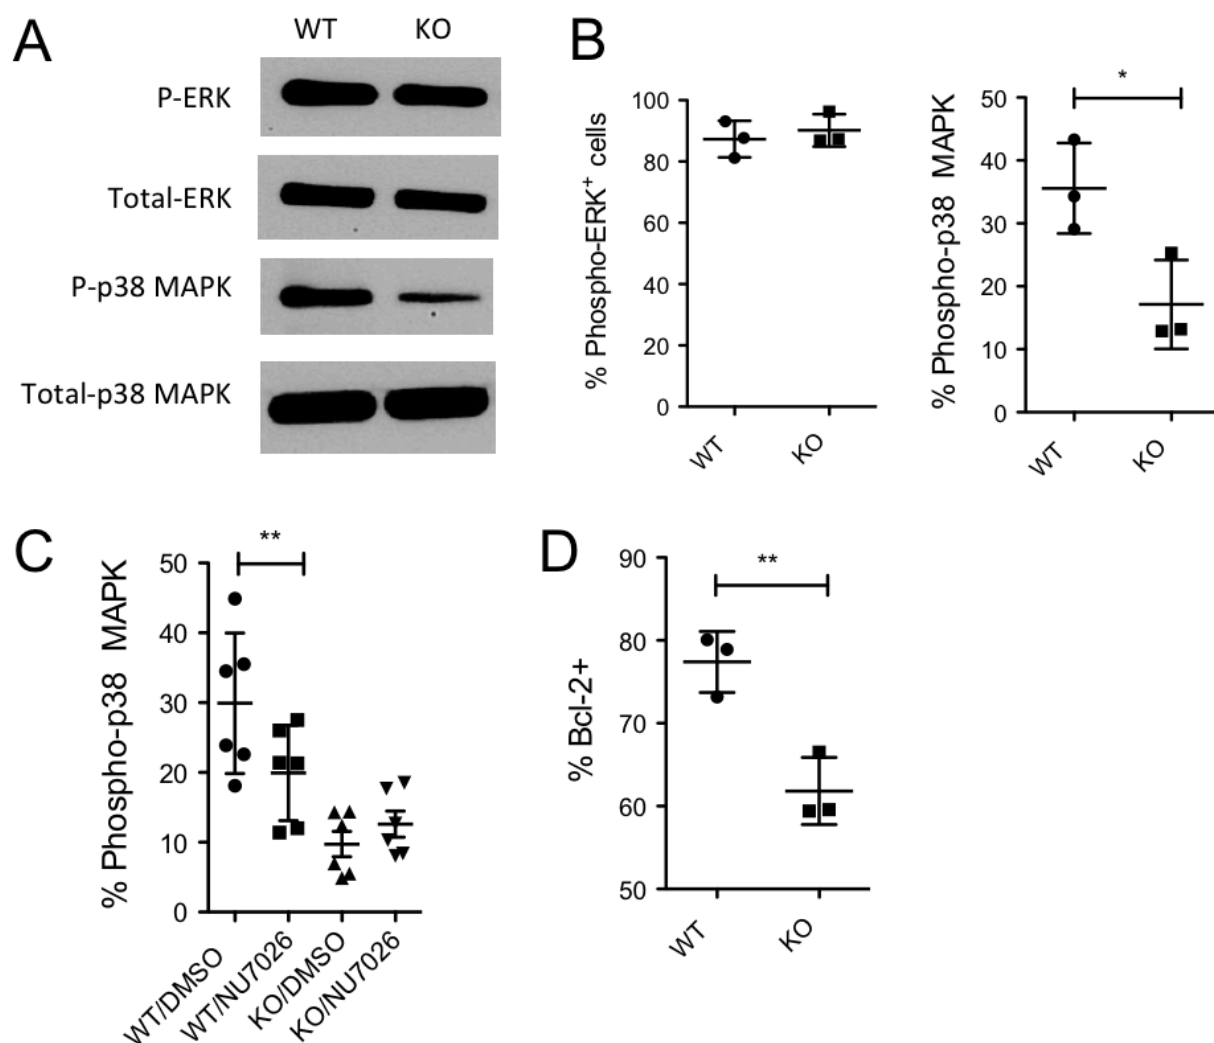 A
WT KO
P-ERK
Total-ERK
P-p38 MAPK
Total-p38 MAPK
B
% Phospho-ERK+ cells
100
80
60
40
20
0
WT
KO
% Phospho-p38 MAPK
*
50
40
30
20
10
0
WT
KO
C
% Phospho-p38 MAPK
**
50
40
30
20
10
0
WT/DMSO
WT/NU7026
KO/DMSO
KO/NU7026
D
% Bcl-2+
**
90
80
70
60
50
WT
KO